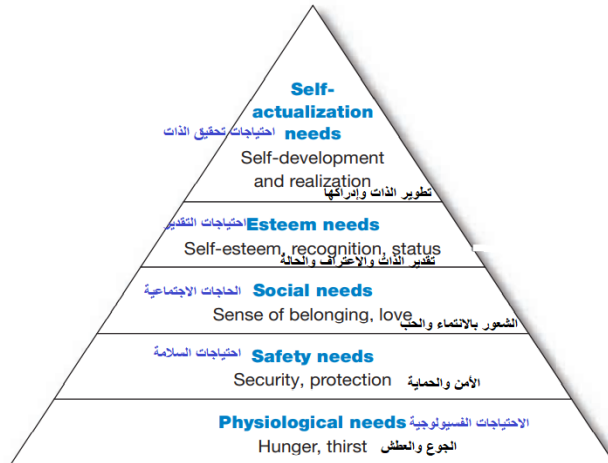 Self-
actualization
needs احتياجات تحقيق الذات
Self-development
and realization
تطوير الذات وإدراكها
Esteem needs احتياجات التقدير
Self-esteem, recognition, status
تقدير الذات والاعتراف والحالة
Social needs الحاجات الاجتماعية
Sense of belonging, love
الشعور بالانتماء والحب
Safety needs احتياجات السلامة
Security, protection الأمن والحماية
Physiological needs الاحتياجات الفسيولوجية
Hunger, thirst الجوع والعطش